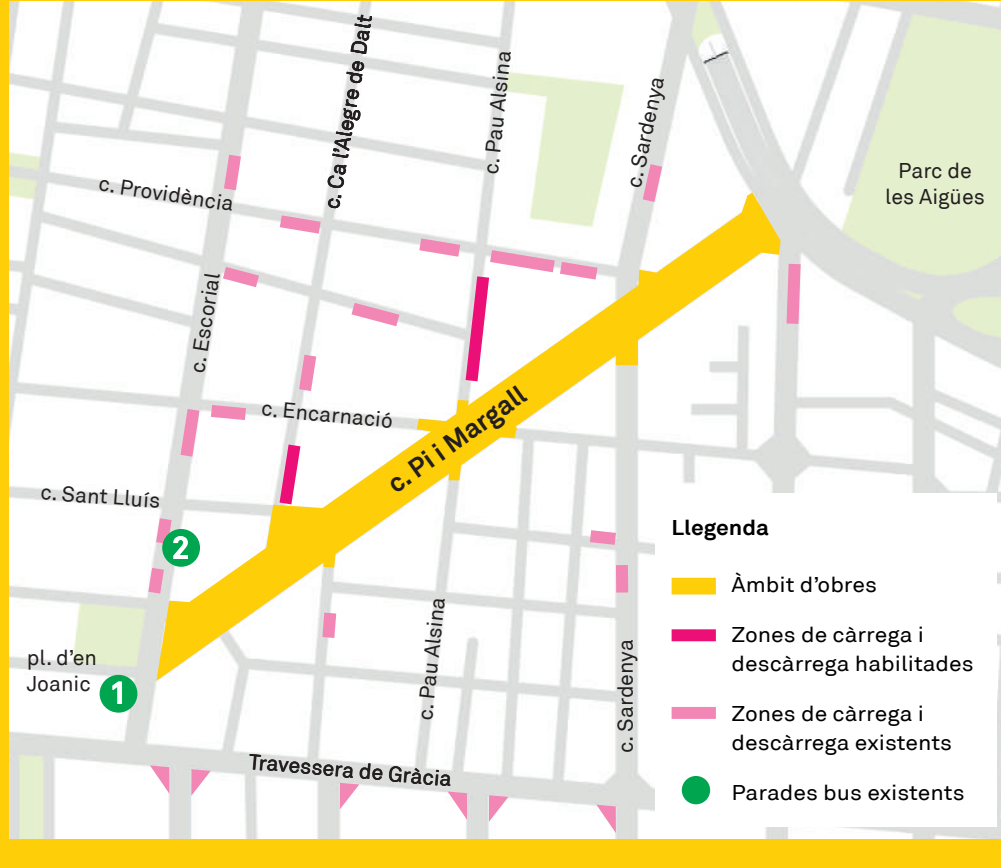 c. Ca l'Alegre de Dalt
c. Pau Alsina
c. Sardenya
Parc de
les Aigües
c. Providència
c. Escorial
c. Pi i Margall
c. Encarnació
c. Sant Lluís
2
pl. d'en
Joanic
1
c. Pau Alsina
c. Sardenya
Travessera de Gràcia
Llegenda
Àmbit d'obres
Zones de càrrega i
descàrrega habilitades
Zones de càrrega i
descàrrega existents
Parades bus existents